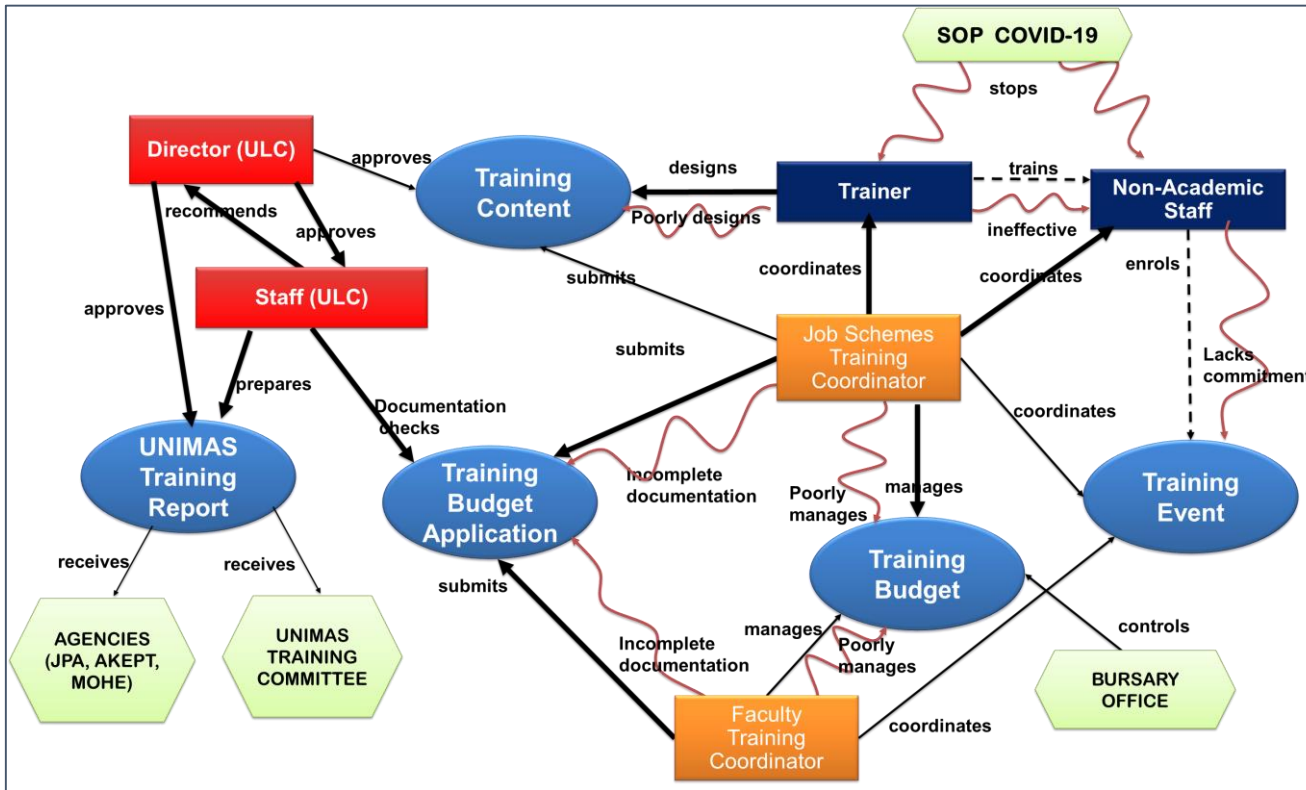 SOP  COVID-19
stops
Director (ULC)
approves
Training
Content
designs
Poorly designs
Trainer
trains
ineffective
Non-Academic
Staff
recommends
approves
Staff (ULC)
approves
submits
coordinates
coordinates
enrols
Job Schemes
Training
Coordinator
submits
Lacks
commitment
prepares
Documentation
checks
coordinates
UNIMAS
Training
Report
Training
Budget
Application
Incomplete
documentation
Poorly
manages
manages
Training
Event
receives
receives
submits
Training
Budget
AGENCIES
(JPA, AKEPT,
MOHE)
UNIMAS
TRAINING
COMMITTEE
Incomplete
documentation
manages
Poorly
manages
controls
BURSARY
OFFICE
Faculty
Training
Coordinator
coordinates